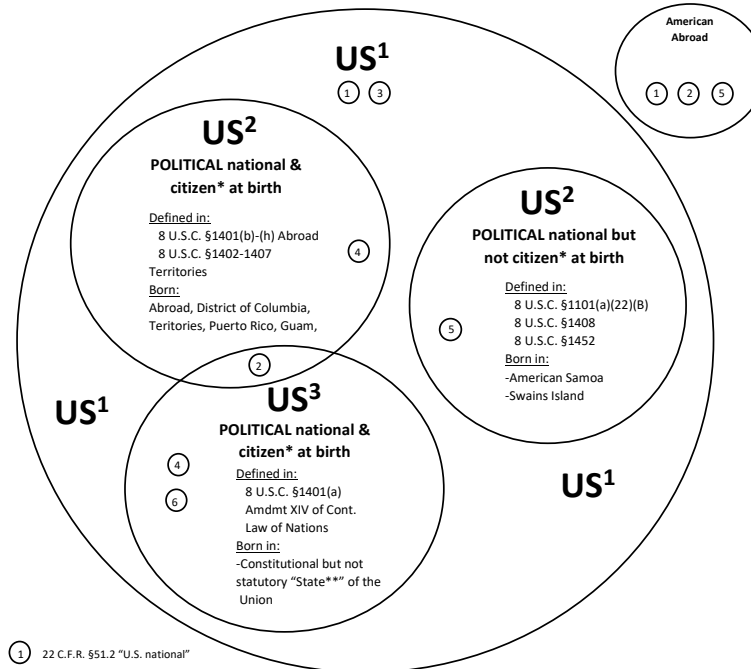 American
Abroad
1 2 5
US¹
1 3
US²
POLITICAL national &
citizen* at birth
Defined in:
8 U.S.C. §1401(b)-(h) Abroad
8 U.S.C. §1402-1407
Territories
Born:
Abroad, District of Columbia,
Teritories, Puerto Rico, Guam,
4
US²
POLITICAL national but
not citizen* at birth
Defined in:
8 U.S.C. §1101(a)(22)(B)
8 U.S.C. §1408
8 U.S.C. §1452
Born in:
-American Samoa
-Swains Island
5
2
US¹
US³
POLITICAL national &
citizen* at birth
Defined in:
8 U.S.C. §1401(a)
Amdmt XIV of Cont.
Law of Nations
Born in:
-Constitutional but not
statutory “State**” of the
Union
4
6
US¹
1 22 C.F.R. §51.2 “U.S. national”